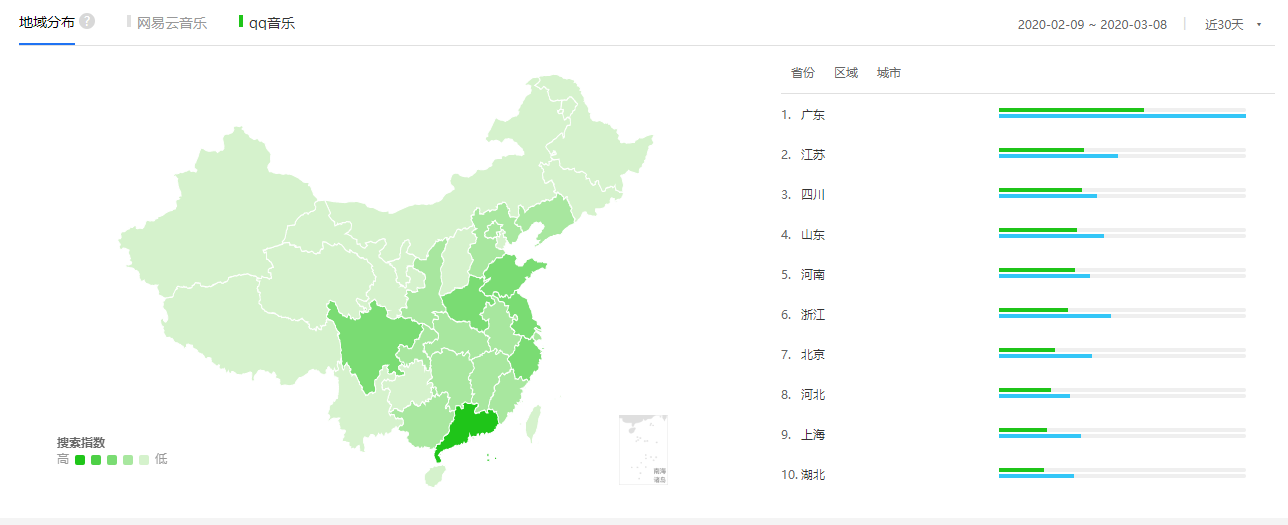 地域分布 ? 网易云音乐 qq音乐 2020-02-09 ~ 2020-03-08 近30天
省份 区域 城市
1. 广东
2. 江苏
3. 四川
4. 山东
5. 河南
6. 浙江
7. 北京
8. 河北
9. 上海
10. 湖北
搜索指数
高 低
南海
诸岛